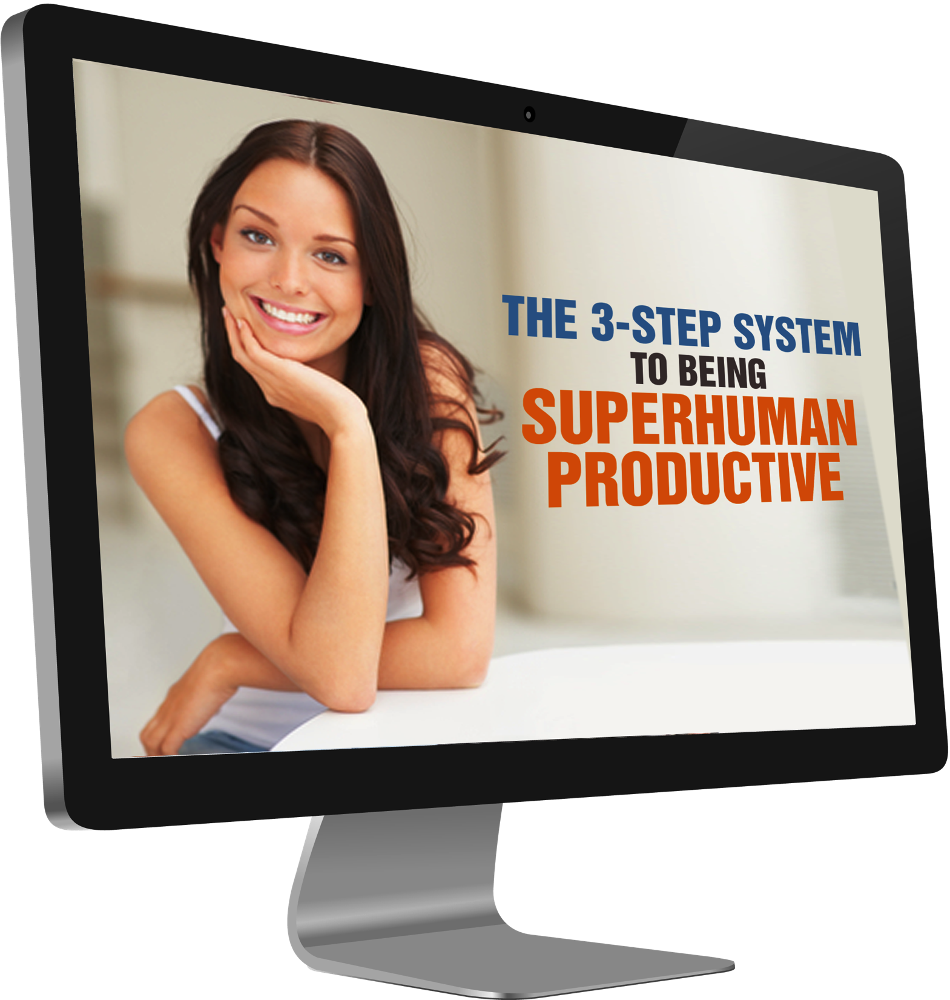 THE 3-STEP SYSTEM
TO BEING
SUPERHUMAN
PRODUCTIVE